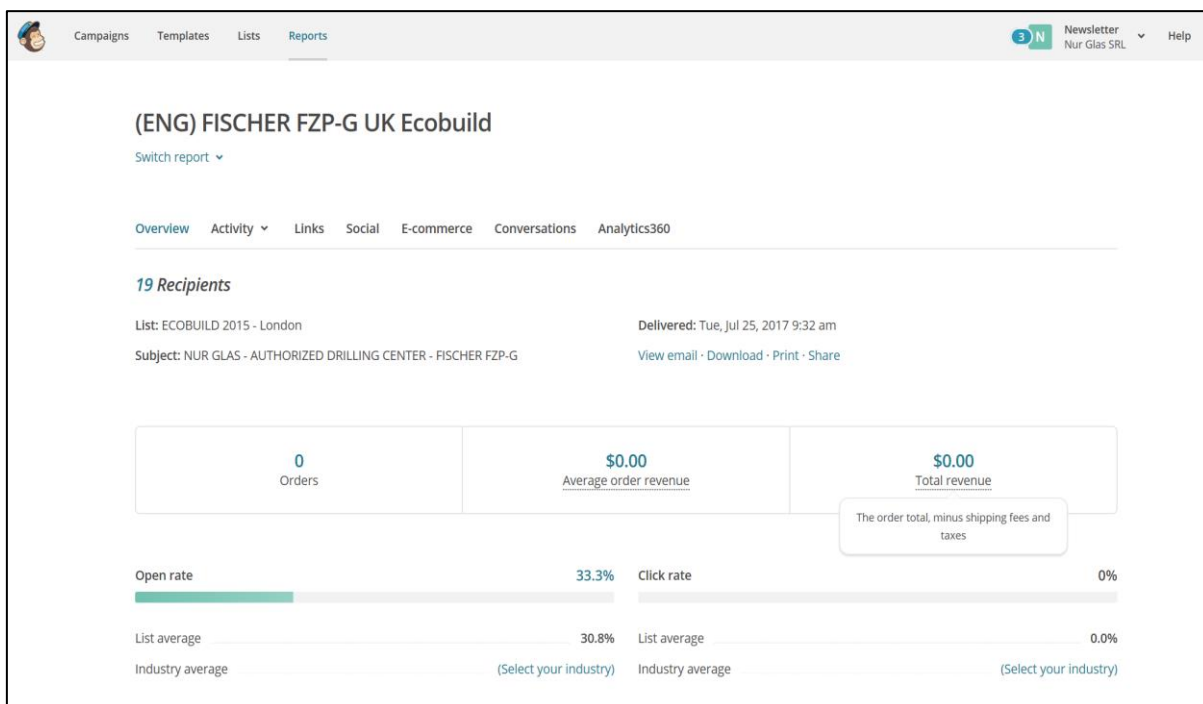 Campaigns Templates Lists Reports 3 N Newsletter Help
Nur Glas SRL
(ENG) FISCHER FZP-G UK Ecobuild
Switch report
Overview Activity Links Social E-commerce Conversations Analytics360
19 Recipients
List: ECOBUILD 2015 - London Delivered: Tue, Jul 25, 2017 9:32 am
Subject: NUR GLAS - AUTHORIZED DRILLING CENTER - FISCHER FZP-G View email · Download · Print · Share
0 $0.00 $0.00
Orders Average order revenue Total revenue
The order total, minus shipping fees and
taxes
Open rate 33.3% Click rate 0%
List average 30.8% List average 0.0%
Industry average (Select your industry) Industry average (Select your industry)